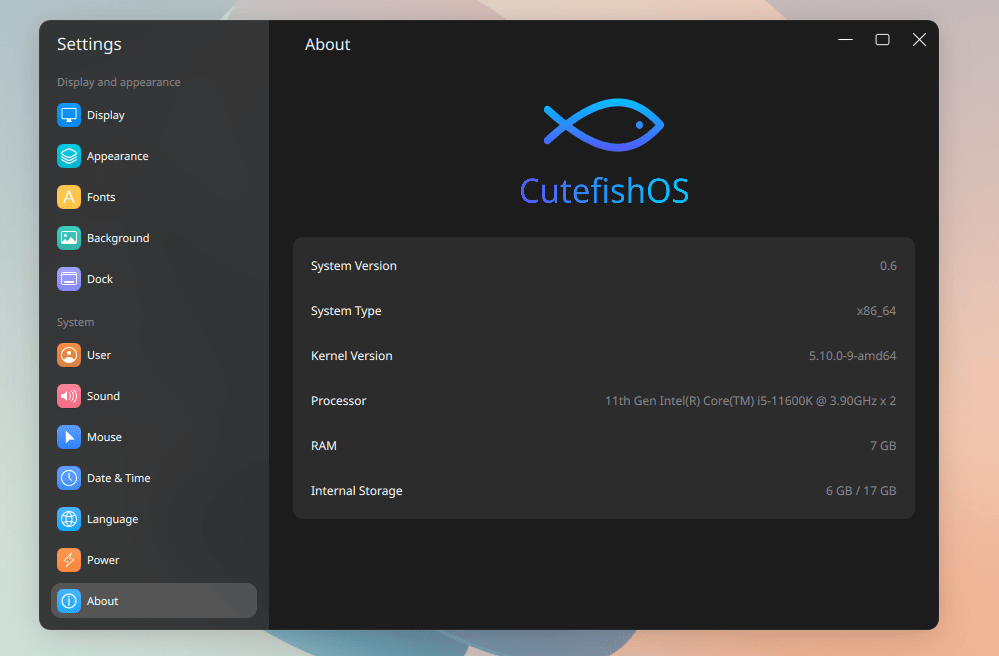 Settings
Display and appearance
Display
Appearance
Fonts
Background
Dock
System
User
Sound
Mouse
Date & Time
Language
Power
About
About
CutefishOS
System Version 0.6
System Type x86_64
Kernel Version 5.10.0-9-amd64
Processor 11th Gen Intel(R) Core(TM) i5-11600K @ 3.90GHz x 2
RAM 7 GB
Internal Storage 6 GB / 17 GB